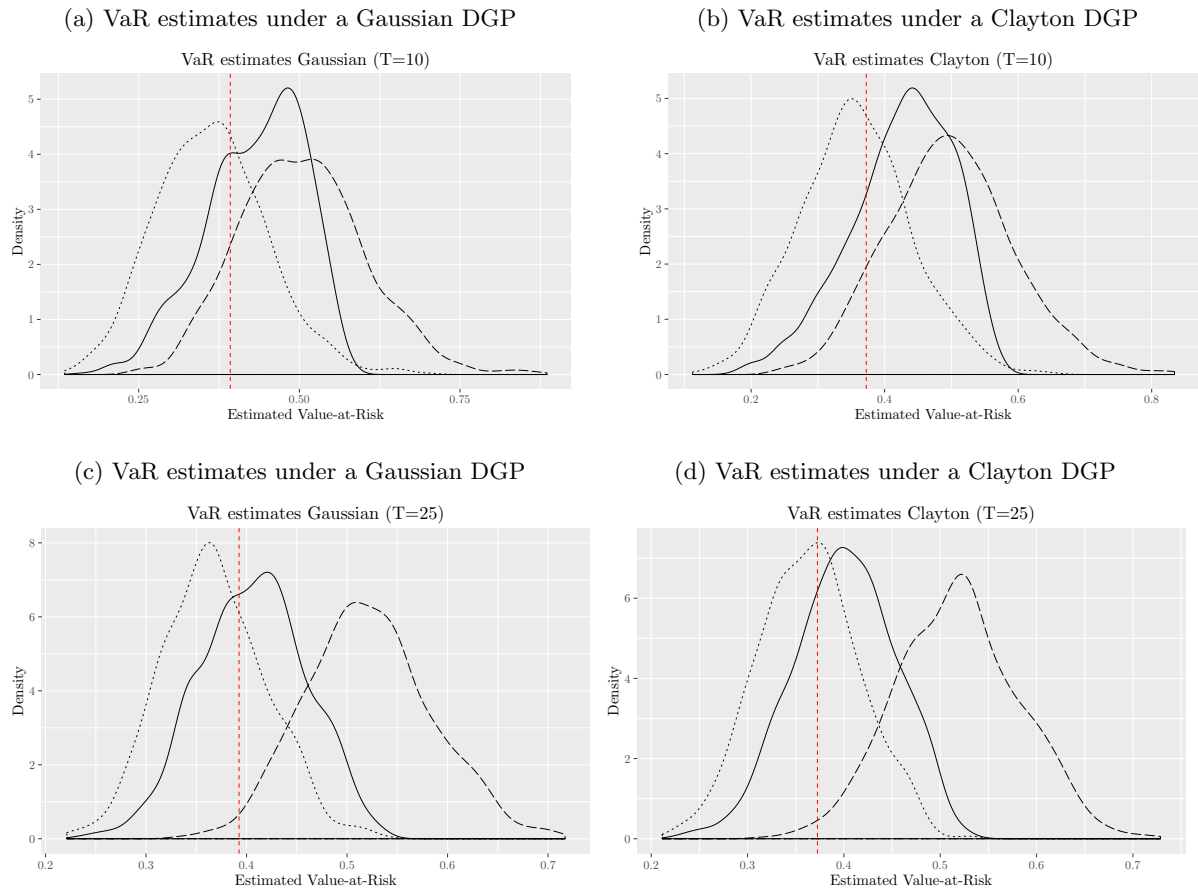 (a) VaR estimates under a Gaussian DGP
VaR estimates Gaussian (T=10)
5
4
3
2
1
0
Density
0.25 0.50 0.75
Estimated Value-at-Risk
(b) VaR estimates under a Clayton DGP
VaR estimates Clayton (T=10)
5
4
3
2
1
0
Density
0.2 0.4 0.6 0.8
Estimated Value-at-Risk
(c) VaR estimates under a Gaussian DGP
VaR estimates Gaussian (T=25)
8
6
4
2
0
Density
0.2 0.3 0.4 0.5 0.6 0.7
Estimated Value-at-Risk
(d) VaR estimates under a Clayton DGP
VaR estimates Clayton (T=25)
6
4
2
0
Density
0.2 0.3 0.4 0.5 0.6 0.7
Estimated Value-at-Risk